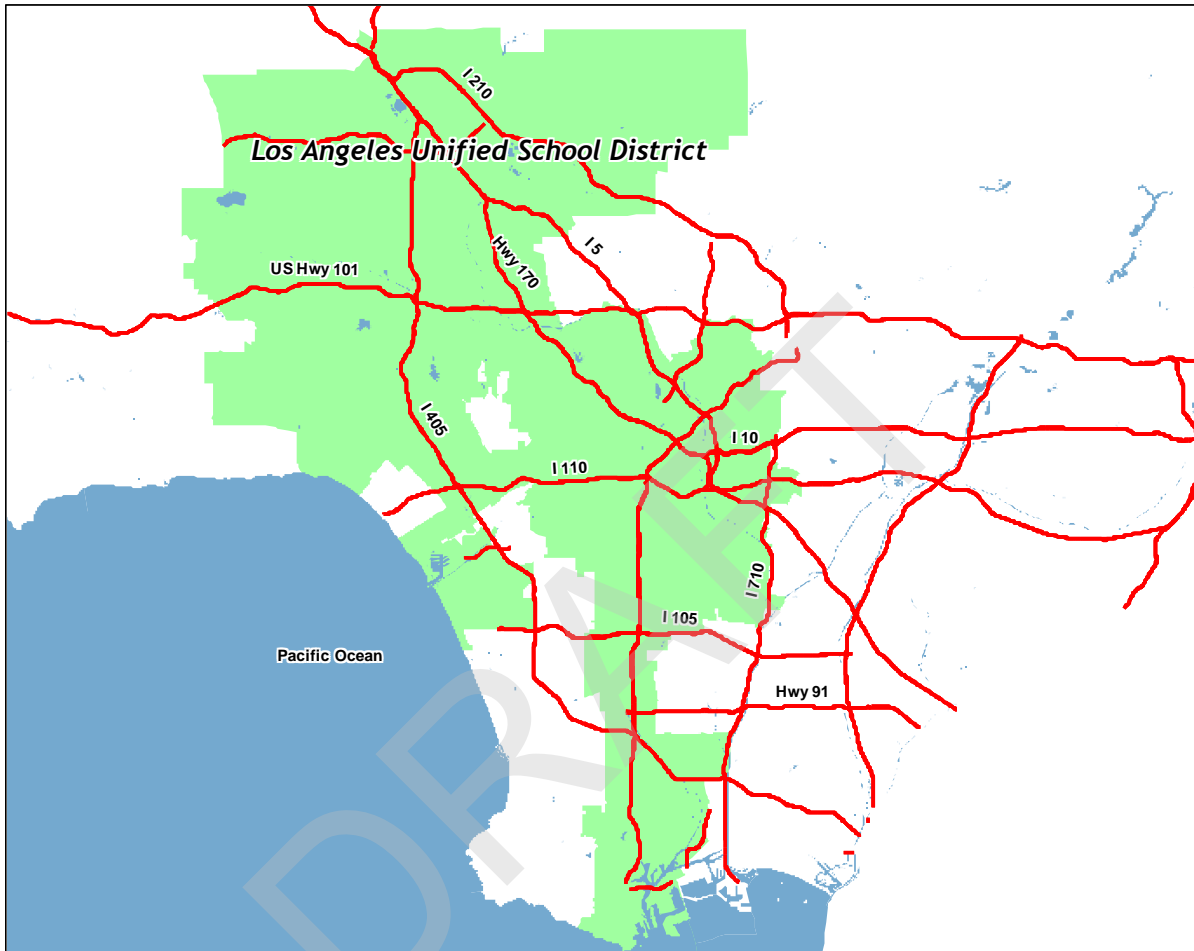 I 210
Los Angeles Unified School District
I 5
Hwy 170
US Hwy 101
I 405
I 10
I 110
I 710
I 105
Pacific Ocean
Hwy 91
DRAFT